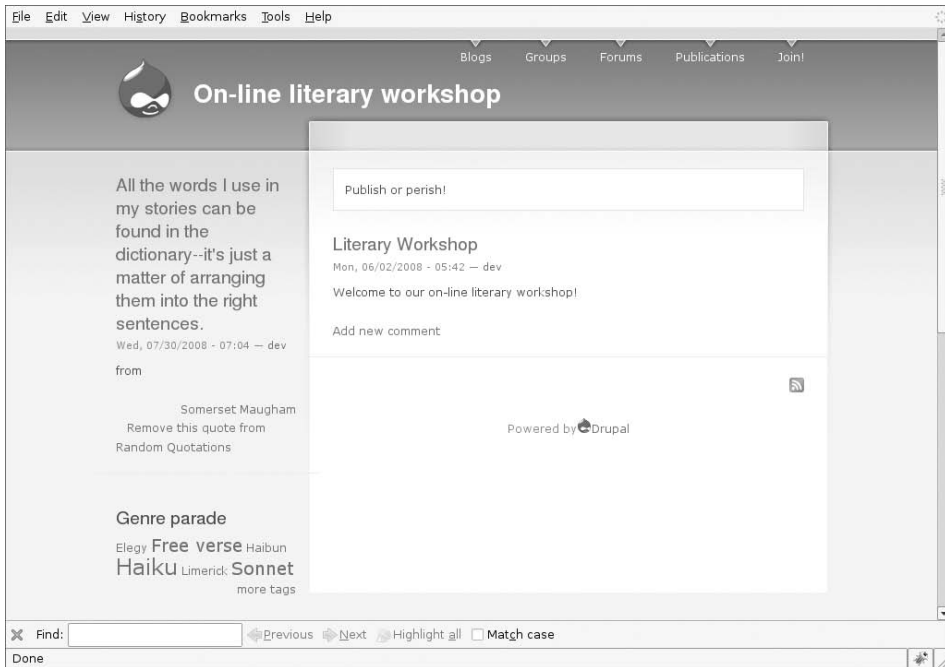 File Edit View History Bookmarks Tools Help
Blogs Groups Forums Publications Join!
On-line literary workshop
All the words I use in
my stories can be
found in the
dictionary--it's just a
matter of arranging
them into the right
sentences.
Wed, 07/30/2008 - 07:04 — dev
from
Somerset Maugham
Remove this quote from
Random Quotations
Genre parade
Elegy Free verse Haibun
Haiku Limerick Sonnet
more tags
Publish or perish!
Literary Workshop
Mon, 06/02/2008 - 05:42 — dev
Welcome to our on-line literary workshop!
Add new comment
Powered by Drupal
Find: Previous Next Highlight all Match case
Done